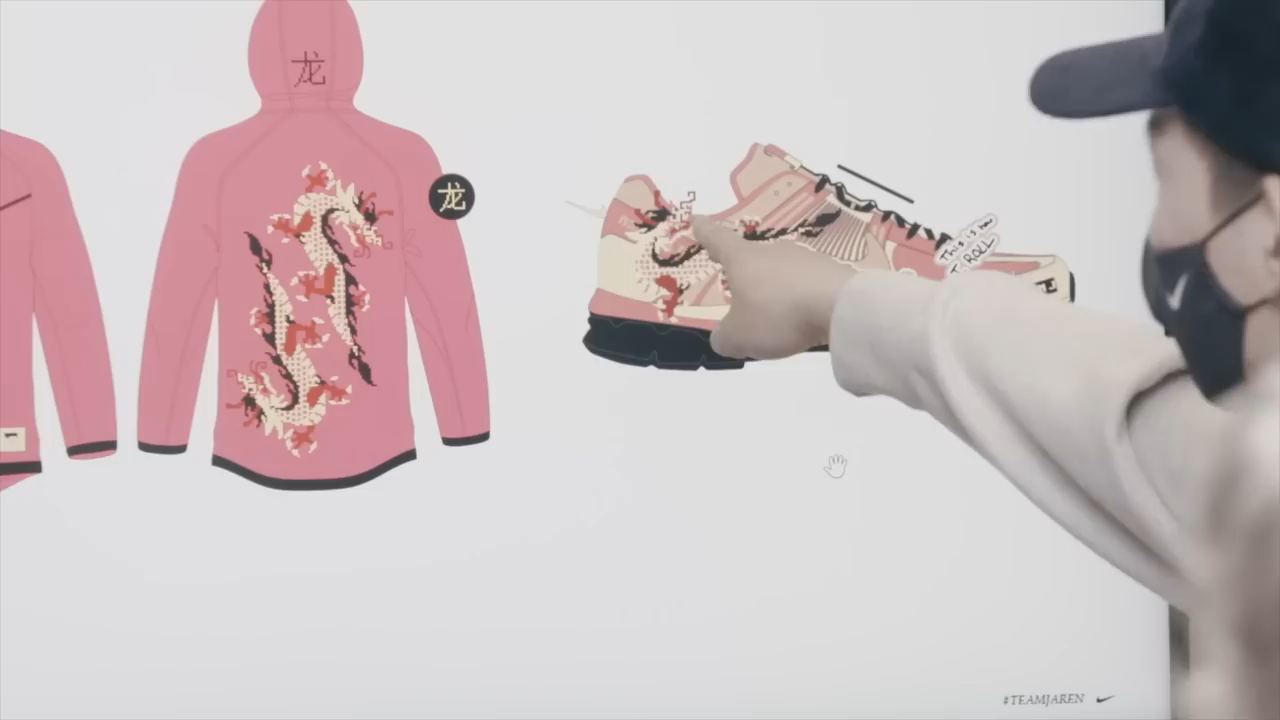 龙
龙
This is how
I ROLL
#TEAMJAREN